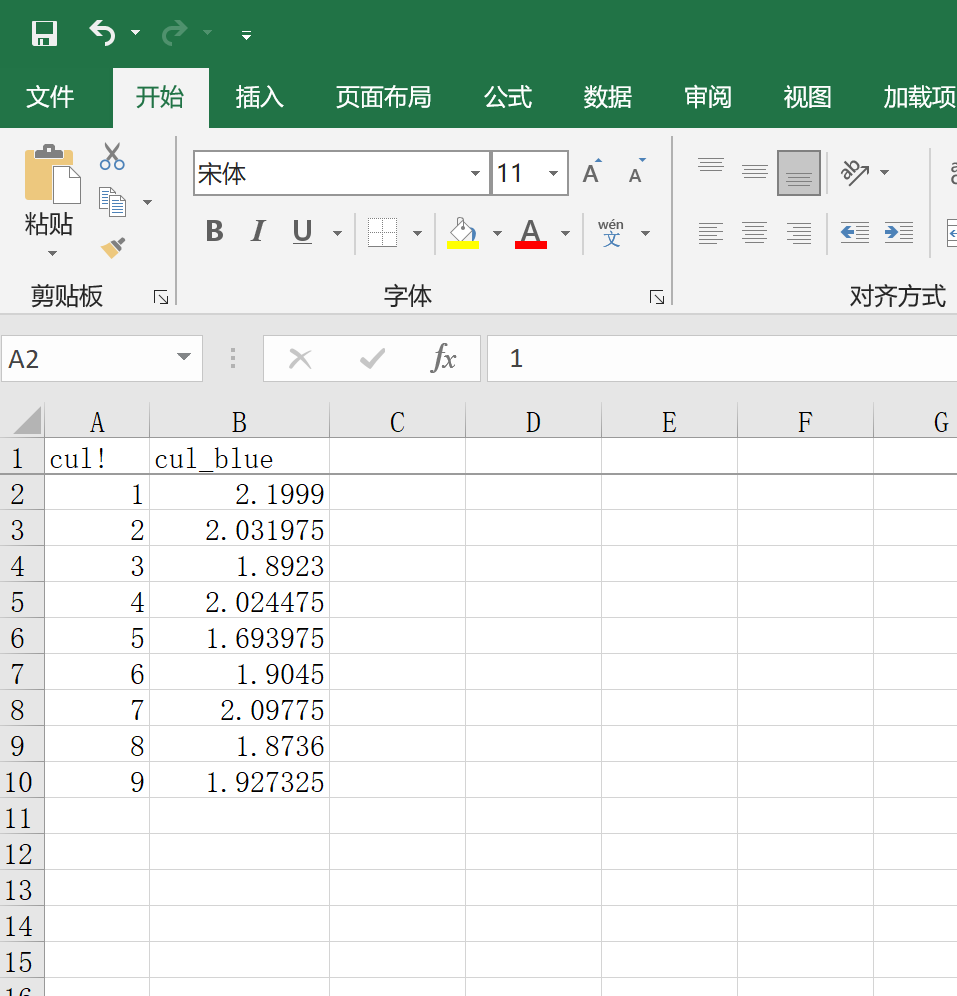 文件 开始 插入 页面布局 公式 数据 审阅 视图 加载项
宋体 11 A A
粘贴 B I U A wén 文
剪贴板 字体 对齐方式
A2 fx 1
A B C D E F G
1 cul! cul_blue
2 1 2.1999
3 2 2.031975
4 3 1.8923
5 4 2.024475
6 5 1.693975
7 6 1.9045
8 7 2.09775
9 8 1.8736
10 9 1.927325
11
12
13
14
15
16